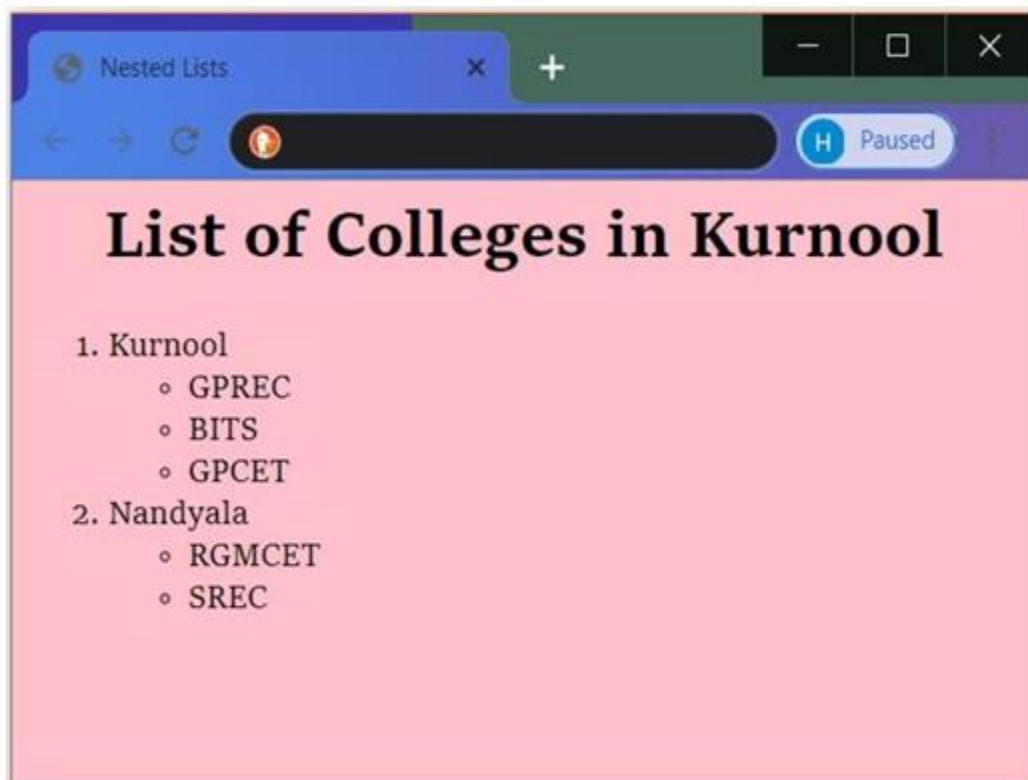 Nested Lists
H Paused
List of Colleges in Kurnool
1. Kurnool
GPREC
BITS
GPCET
2. Nandyala
RGMCET
SREC